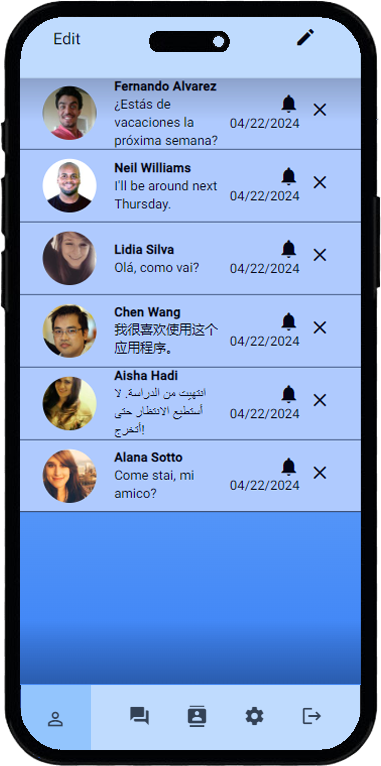 Edit
Fernando Alvarez
¿Estás de
vacaciones la
próxima semana?
04/22/2024
Neil Williams
I'll be around next
Thursday.
04/22/2024
Lidia Silva
Olá, como vai?
04/22/2024
Chen Wang
我很喜欢使用这个
应用程序。
04/22/2024
Aisha Hadi
انتهيت من الدراسة. لا
أستطيع الانتظار حتى
أتخرج!
04/22/2024
Alana Sotto
Come stai, mi
amico?
04/22/2024